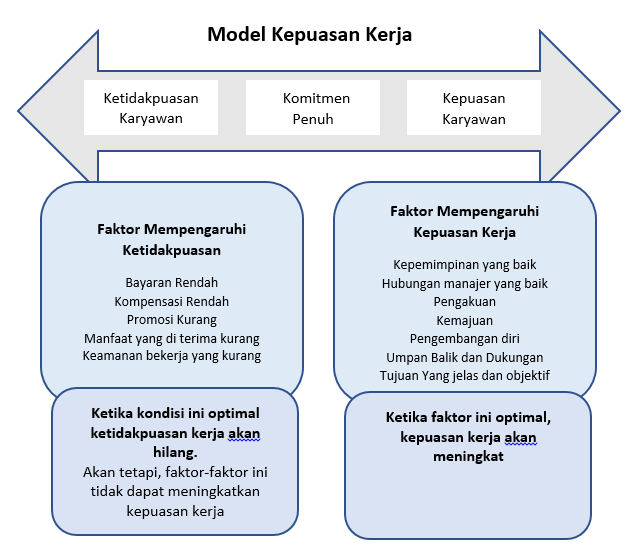 Model Kepuasan Kerja
Ketidakpuasan
Karyawan
Komitmen
Penuh
Kepuasan
Karyawan
Faktor Mempengaruhi
Ketidakpuasan
Bayaran Rendah
Kompensasi Rendah
Promosi Kurang
Manfaat yang di terima kurang
Keamanan bekerja yang kurang
Ketika kondisi ini optimal
ketidakpuasan kerja akan
hilang.
Akan tetapi, faktor-faktor ini
tidak dapat meningkatkan
kepuasan kerja
Faktor Mempengaruhi
Kepuasan Kerja
Kepemimpinan yang baik
Hubungan manajer yang baik
Pengakuan
Kemajuan
Pengembangan diri
Umpan Balik dan Dukungan
Tujuan Yang jelas dan objektif
Ketika faktor ini optimal,
kepuasan kerja akan
meningkat